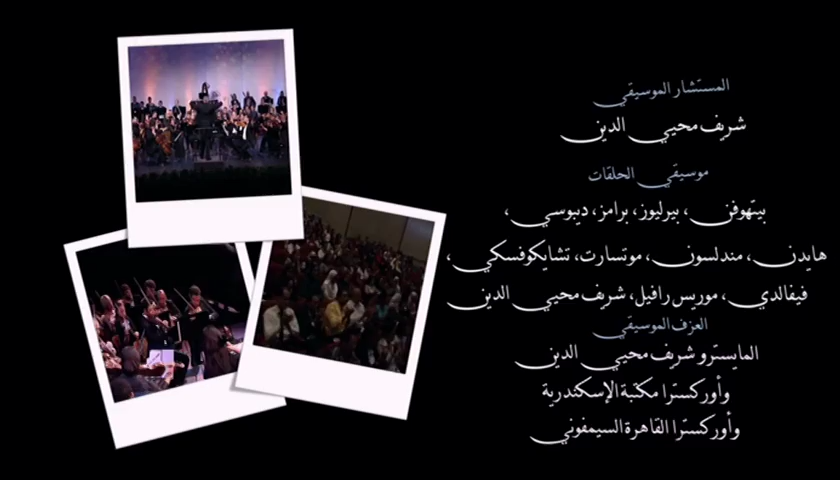 المستشار الموسيقي
شريف محيي الدين
موسيقي الحلقات
بيتهوفن، بيرليوز، برامز، ديبوسي،
هايدن، مندلسون، موتسارت، تشايكوفسكي،
فيفالدي، موريس رافيل، شريف محيي الدين
العزف الموسيقي
المايسترو شريف محيي الدين
وأوركسترا مكتبة الإسكندرية
وأوركسترا القاهرة السيمفوني